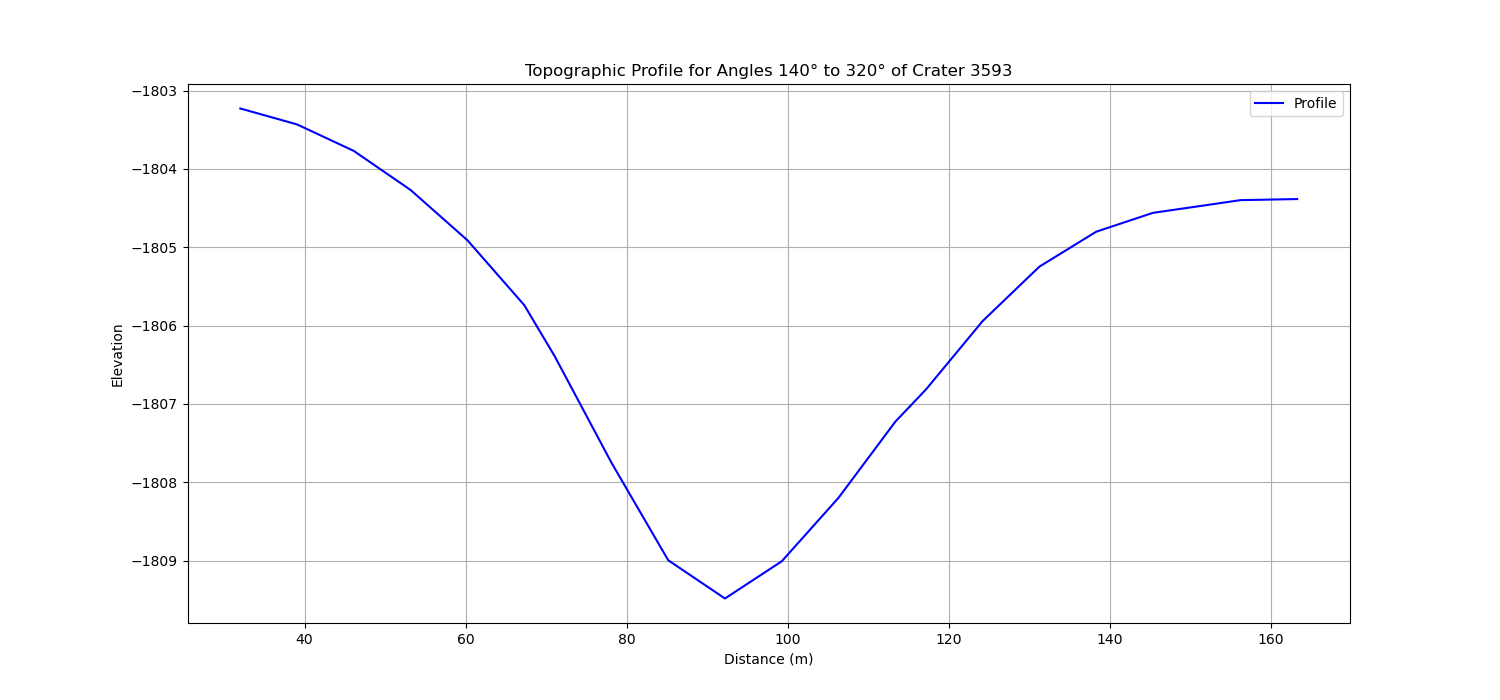 Topographic Profile for Angles 140° to 320° of Crater 3593
Profile
−1803
−1804
−1805
−1806
−1807
−1808
−1809
Elevation
40 60 80 100 120 140 160
Distance (m)